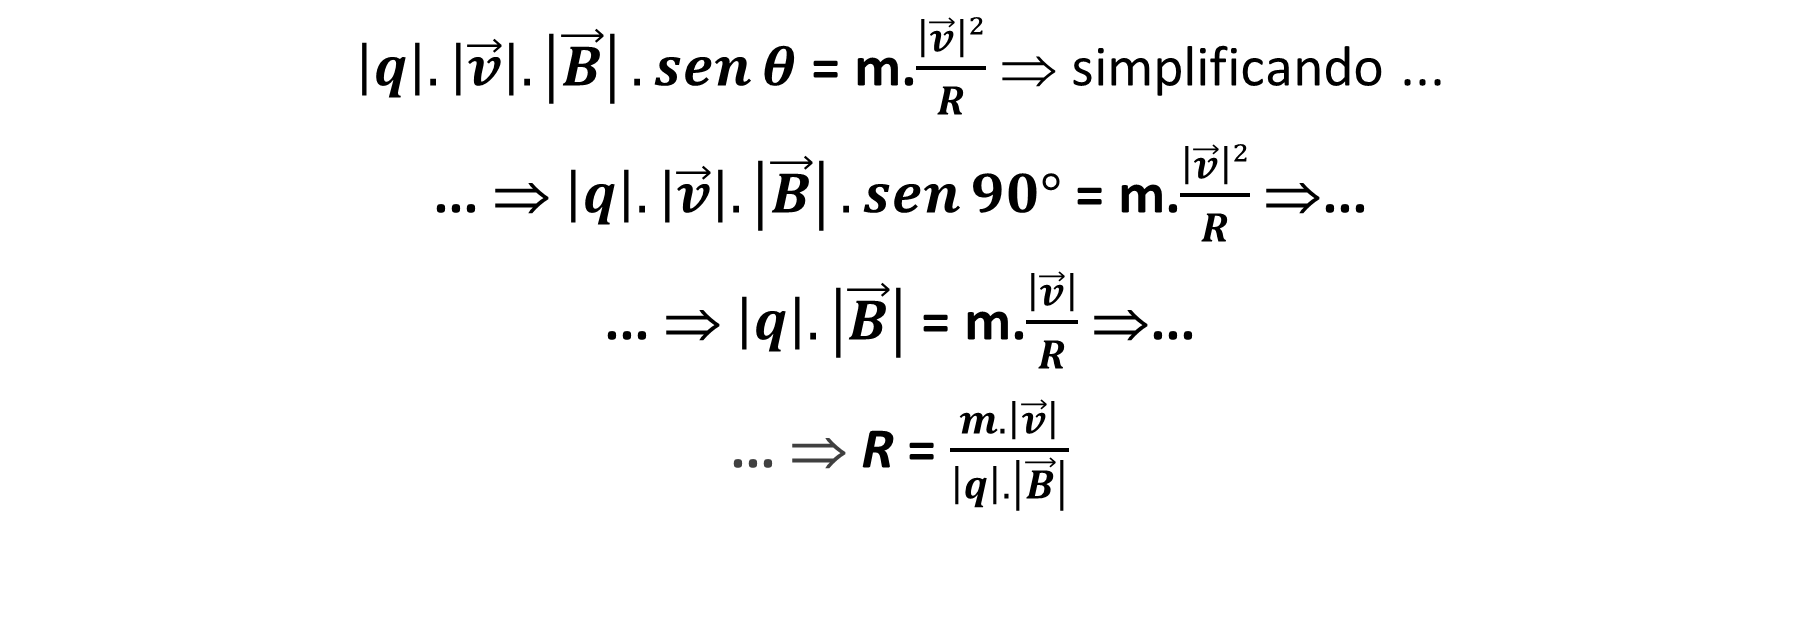 |q|. |v⃗|. |B⃗| . sen θ = m.|v⃗|²/R ⇒ simplificando ...
... ⇒ |q|. |v⃗|. |B⃗| . sen 90° = m.|v⃗|²/R ⇒...
... ⇒ |q|. |B⃗| = m.|v⃗|/R ⇒...
... ⇒ R = m.|v⃗|/|q|.|B⃗|